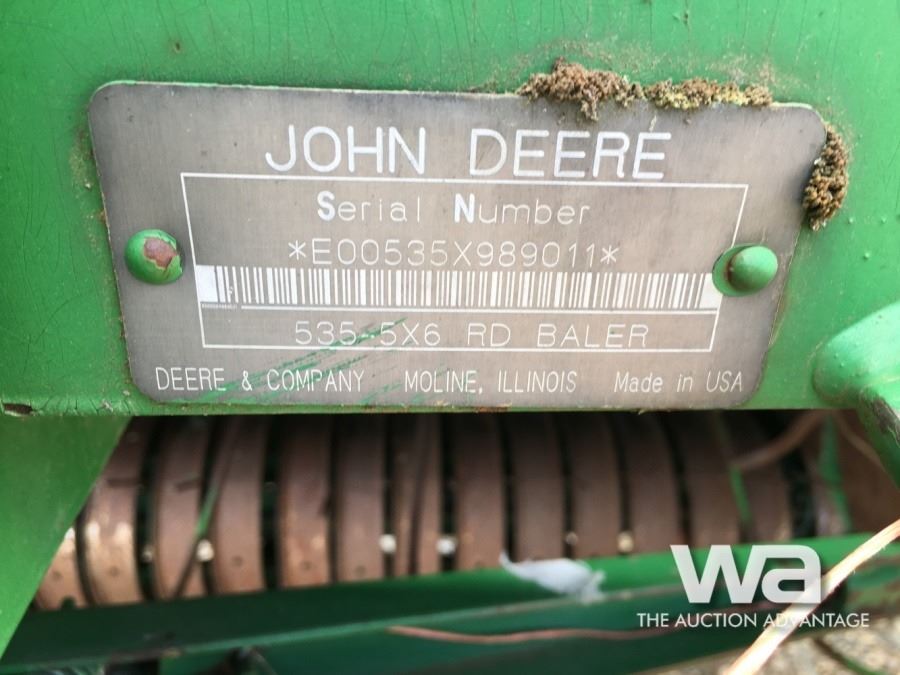 JOHN DEERE
Serial Number
*E00535X989011*
535-5X6 RD BALER
DEERE & COMPANY MOLINE, ILLINOIS Made in USA
wa
THE AUCTION ADVANTAGE